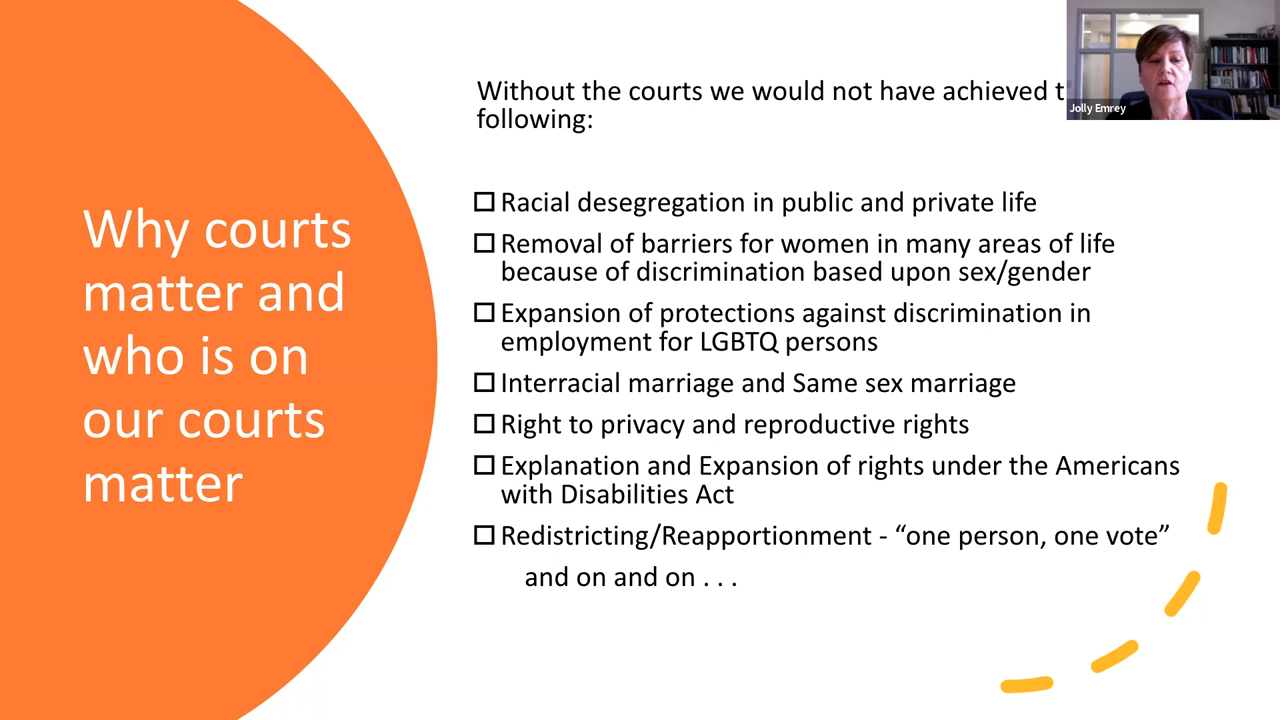 Why courts
matter and
who is on
our courts
matter
Without the courts we would not have achieved t
following:
Racial desegregation in public and private life
Removal of barriers for women in many areas of life
because of discrimination based upon sex/gender
Expansion of protections against discrimination in
employment for LGBTQ persons
Interracial marriage and Same sex marriage
Right to privacy and reproductive rights
Explanation and Expansion of rights under the Americans
with Disabilities Act
Redistricting/Reapportionment - “one person, one vote”
and on and on . . .
Jolly Emrey